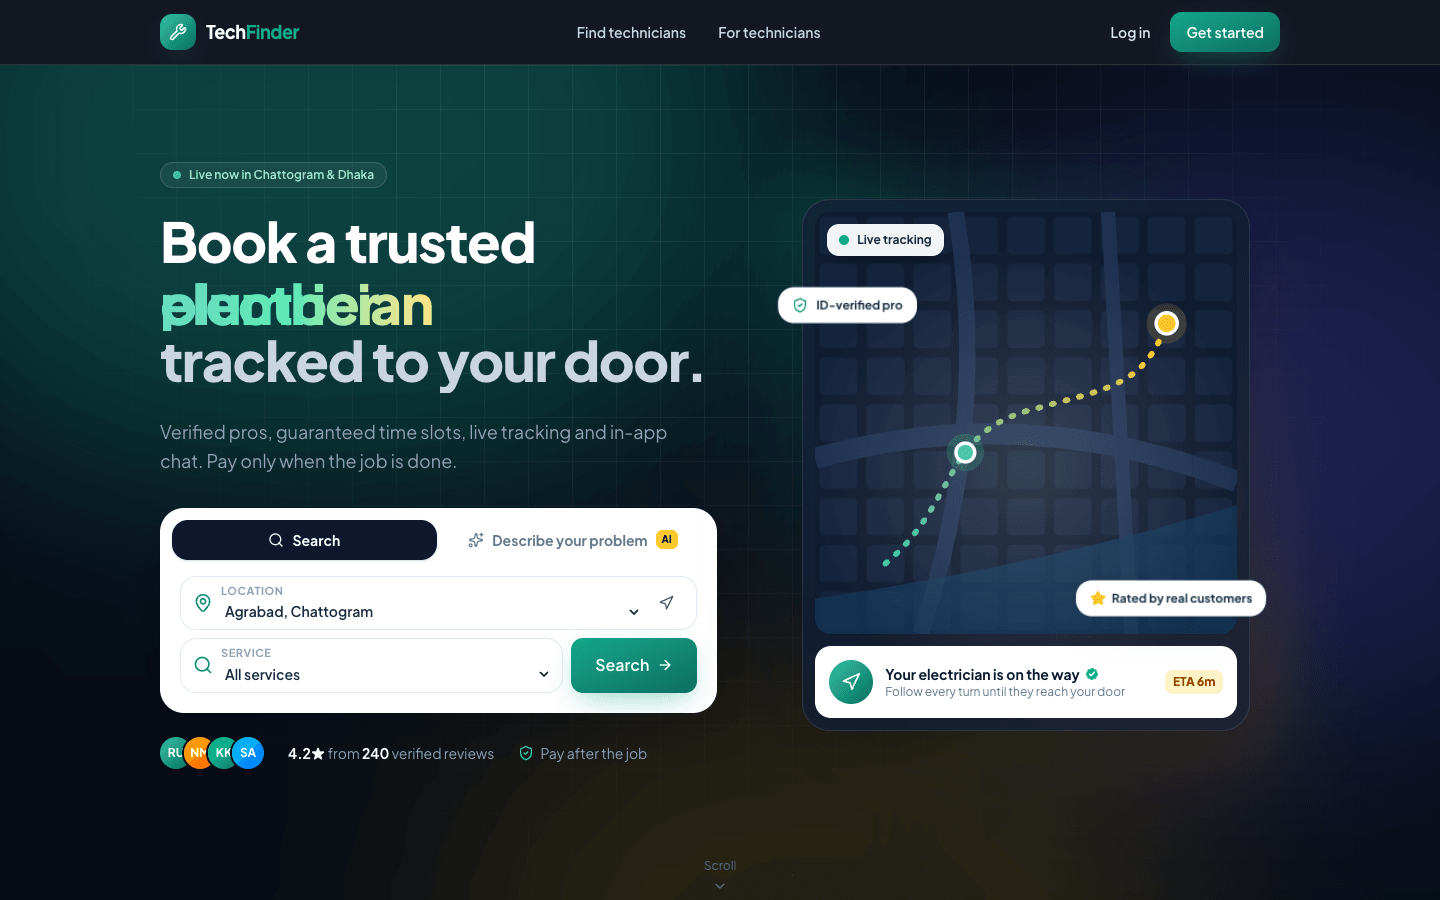 TechFinder
Find technicians
For technicians
Log in
Get started
Live now in Chattogram & Dhaka
Book a trusted
tracked to your door.
Verified pros, guaranteed time slots, live tracking and in-app
chat. Pay only when the job is done.
Search
Describe your problem AI
LOCATION
Agrabad, Chattogram
SERVICE
All services
Search
RU KK SA
4.2★ from 240 verified reviews
Pay after the job
Live tracking
ID-verified pro
Rated by real customers
Your electrician is on the way
Follow every turn until they reach your door
ETA 6m
Scroll